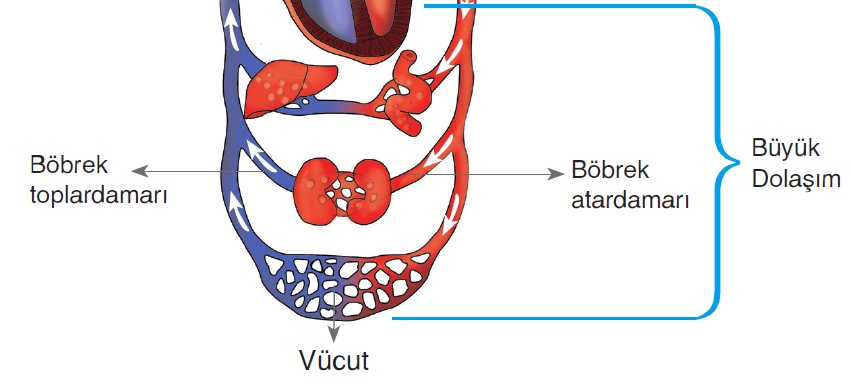 Böbrek
toplardamarı
Böbrek
atardamarı
Büyük
Dolaşım
Vücut